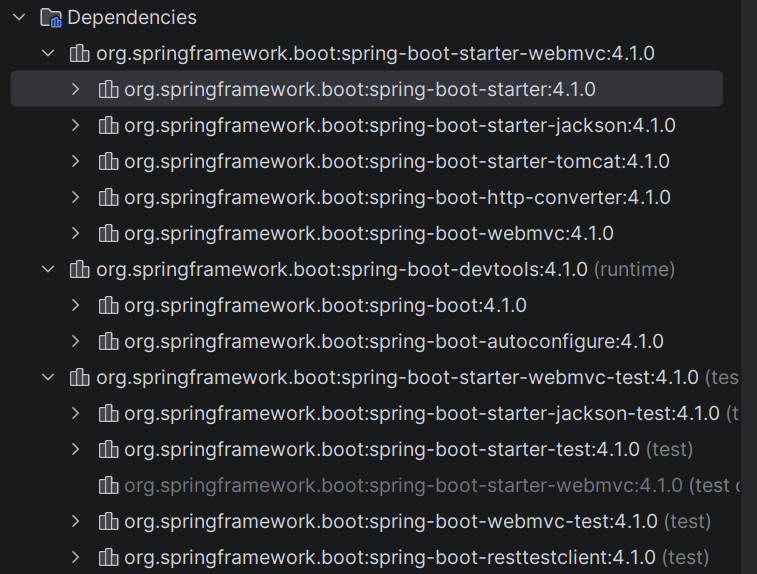 Dependencies
org.springframework.boot:spring-boot-starter-webmvc:4.1.0
org.springframework.boot:spring-boot-starter:4.1.0
org.springframework.boot:spring-boot-starter-jackson:4.1.0
org.springframework.boot:spring-boot-starter-tomcat:4.1.0
org.springframework.boot:spring-boot-http-converter:4.1.0
org.springframework.boot:spring-boot-webmvc:4.1.0
org.springframework.boot:spring-boot-devtools:4.1.0 (runtime)
org.springframework.boot:spring-boot:4.1.0
org.springframework.boot:spring-boot-autoconfigure:4.1.0
org.springframework.boot:spring-boot-starter-webmvc-test:4.1.0 (tes
org.springframework.boot:spring-boot-starter-jackson-test:4.1.0 (t
org.springframework.boot:spring-boot-starter-test:4.1.0 (test)
org.springframework.boot:spring-boot-starter-webmvc:4.1.0 (test o
org.springframework.boot:spring-boot-webmvc-test:4.1.0 (test)
org.springframework.boot:spring-boot-resttestclient:4.1.0 (test)